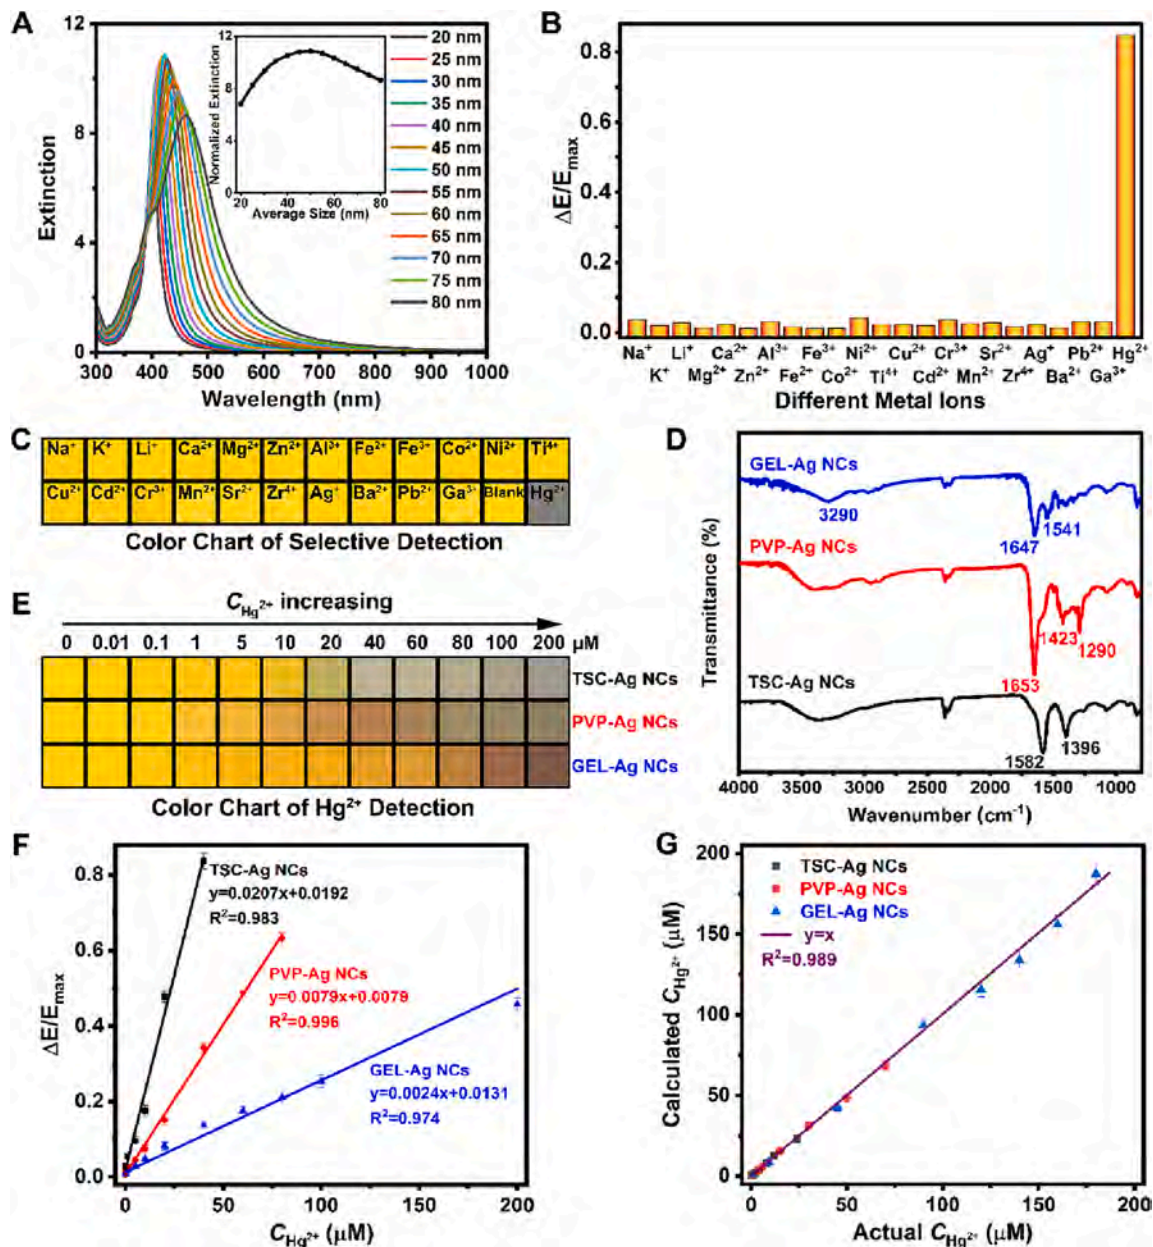 A
Extinction
12
8
4
0
300 400 500 600 700 800 900 1000
Wavelength (nm)
Normalized Extinction
12
8
4
0
20 40 60 80
Average Size (nm)
20 nm
25 nm
30 nm
35 nm
40 nm
45 nm
50 nm
55 nm
60 nm
65 nm
70 nm
75 nm
80 nm
B
ΔE/Emax
0.8
0.6
0.4
0.2
0.0
Na⁺ Li⁺ Ca²⁺ Al³⁺ Fe³⁺ Ni²⁺ Cu²⁺ Cr³⁺ Sr²⁺ Ag⁺ Pb²⁺ Hg²⁺
K⁺ Mg²⁺ Zn²⁺ Fe²⁺ Co²⁺ Ti⁴⁺ Cd²⁺ Mn²⁺ Zr⁴⁺ Ba²⁺ Ga³⁺
Different Metal Ions
C
Na⁺ K⁺ Li⁺ Ca²⁺ Mg²⁺ Zn²⁺ Al³⁺ Fe²⁺ Fe³⁺ Co²⁺ Ni²⁺ Ti⁴⁺
Cu²⁺ Cd²⁺ Cr³⁺ Mn²⁺ Sr²⁺ Zr⁴⁺ Ag⁺ Ba²⁺ Pb²⁺ Ga³⁺ Blank Hg²⁺
Color Chart of Selective Detection
D
Transmittance (%)
GEL-Ag NCs
3290
1541
1647
PVP-Ag NCs
1423
1290
1653
TSC-Ag NCs
1396
1582
4000 3500 3000 2500 2000 1500 1000
Wavenumber (cm⁻¹)
E
C Hg²⁺ increasing
0 0.01 0.1 1 5 10 20 40 60 80 100 200 μM
TSC-Ag NCs
PVP-Ag NCs
GEL-Ag NCs
Color Chart of Hg²⁺ Detection
F
ΔE/Emax
0.8
0.6
0.4
0.2
0.0
TSC-Ag NCs
y=0.0207x+0.0192
R²=0.983
PVP-Ag NCs
y=0.0079x+0.0079
R²=0.996
GEL-Ag NCs
y=0.0024x+0.0131
R²=0.974
0 50 100 150 200
C Hg²⁺ (μM)
G
Calculated C Hg²⁺ (μM)
200
150
100
50
0
TSC-Ag NCs
PVP-Ag NCs
GEL-Ag NCs
y=x
R²=0.989
0 50 100 150 200
Actual C Hg²⁺ (μM)